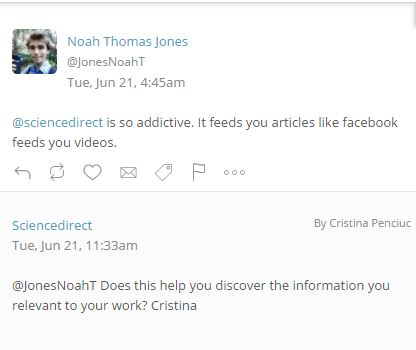 Noah Thomas Jones
@JonesNoahT
Tue, Jun 21, 4:45am
@sciencedirect is so addictive. It feeds you articles like facebook
feeds you videos.
Sciencedirect
By Cristina Penciuc
Tue, Jun 21, 11:33am
@JonesNoahT Does this help you discover the information you
relevant to your work? Cristina